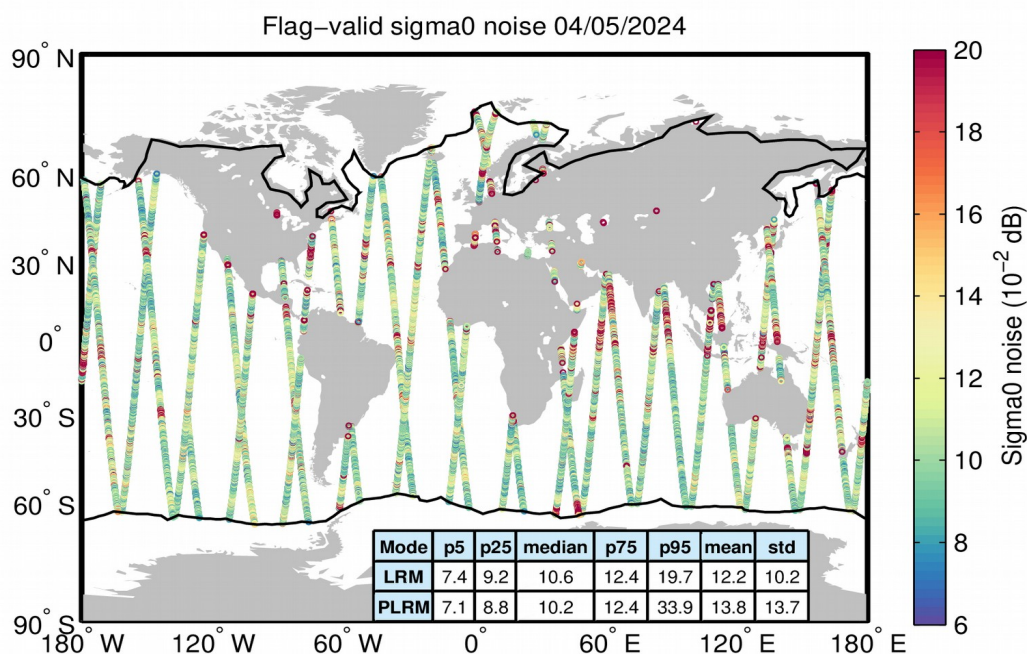 Flag-valid sigma0 noise 04/05/2024
90° N
60° N
30° N
0°
30° S
60° S
90° S
180° W
120° W
60° W
0°
60° E
120° E
180° E
Mode p5 p25 median p75 p95 mean std
LRM 7.4 9.2 10.6 12.4 19.7 12.2 10.2
PLRM 7.1 8.8 10.2 12.4 33.9 13.8 13.7
20
18
16
14
12
10
8
6
Sigma0 noise (10⁻² dB)